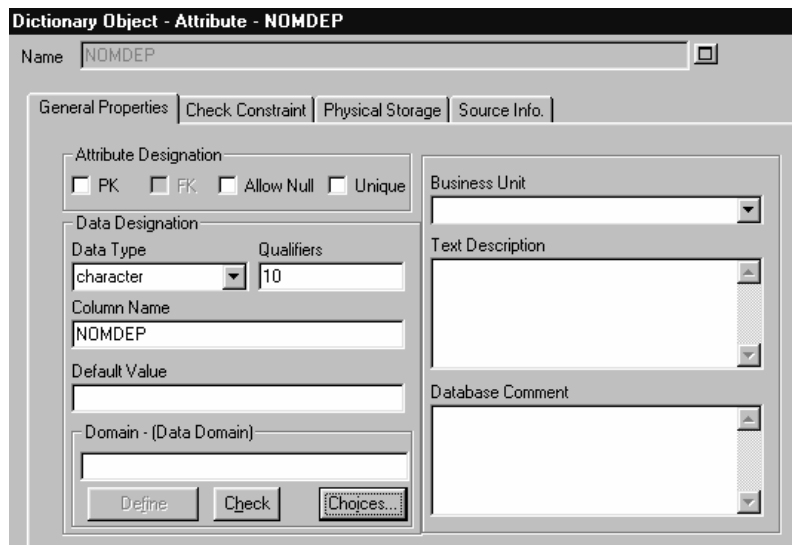 Dictionary Object - Attribute - NOMDEP
Name NOMDEP
General Properties Check Constraint Physical Storage Source Info.
Attribute Designation
PK FK Allow Null Unique
Data Designation
Data Type Qualifiers
character 10
Column Name
NOMDEP
Default Value
Domain - (Data Domain)
Define Check Choices...
Business Unit
Text Description
Database Comment